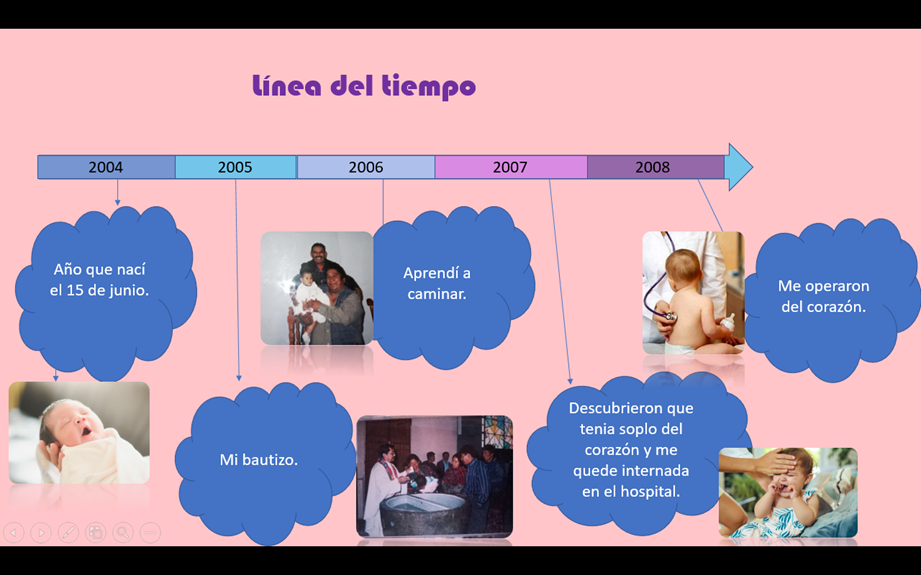 Línea del tiempo
2004 2005 2006 2007 2008
Año que nací
el 15 de junio.
Mi bautizo.
Aprendí a
caminar.
Descubrieron que
tenia soplo del
corazón y me
quede internada
en el hospital.
Me operaron
del corazón.